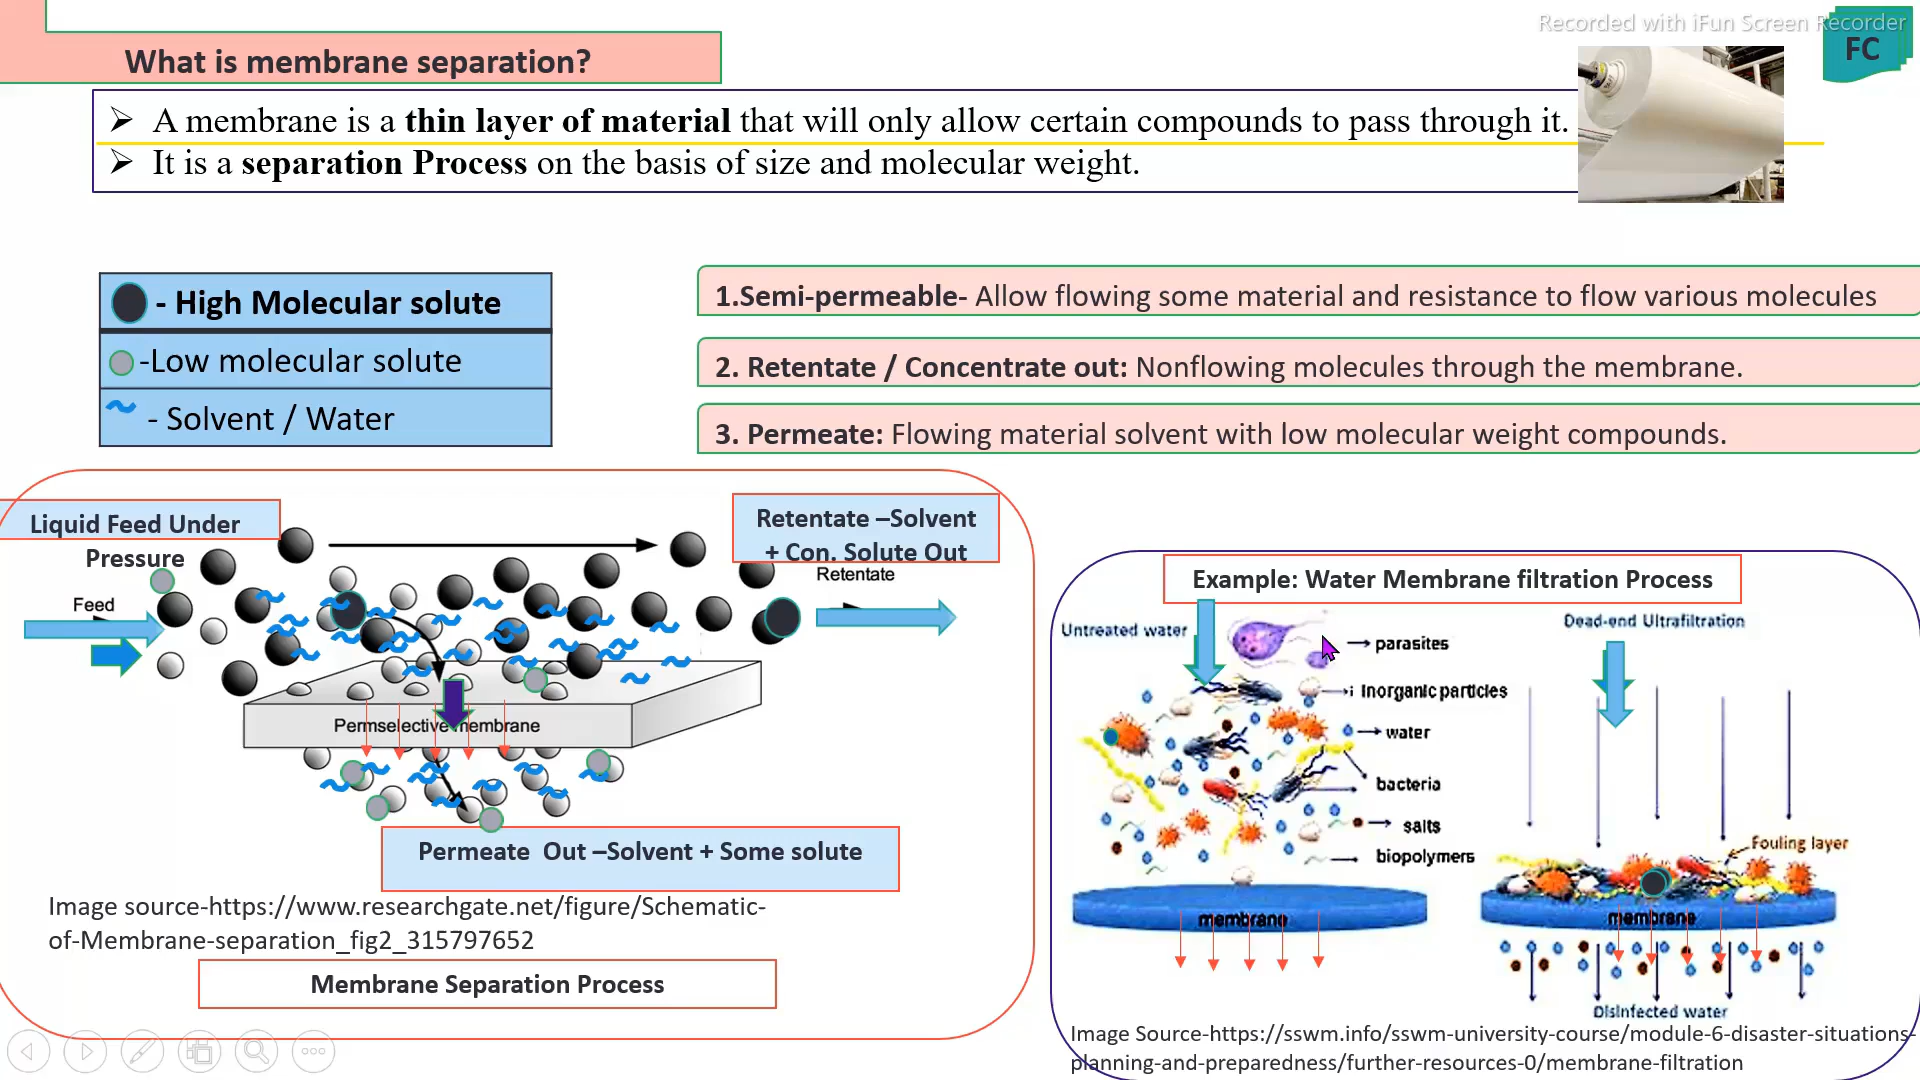 Recorded with iFun Screen Recorder
FC
What is membrane separation?
➢ A membrane is a thin layer of material that will only allow certain compounds to pass through it.
➢ It is a separation Process on the basis of size and molecular weight.
- High Molecular solute
-Low molecular solute
- Solvent / Water
1.Semi-permeable- Allow flowing some material and resistance to flow various molecules
2. Retentate / Concentrate out: Nonflowing molecules through the membrane.
3. Permeate: Flowing material solvent with low molecular weight compounds.
Liquid Feed Under
Pressure
Feed
Retentate –Solvent
+ Con. Solute Out
Retentate
Permselective membrane
Permeate Out –Solvent + Some solute
Image source-https://www.researchgate.net/figure/Schematic-
of-Membrane-separation_fig2_315797652
Membrane Separation Process
Example: Water Membrane filtration Process
Untreated water
parasites
Inorganic particles
water
bacteria
salts
biopolymers
membrane
Dead-end Ultrafiltration
Fouling layer
membrane
Disinfected water
Image Source-https://sswm.info/sswm-university-course/module-6-disaster-situations-
planning-and-preparedness/further-resources-0/membrane-filtration